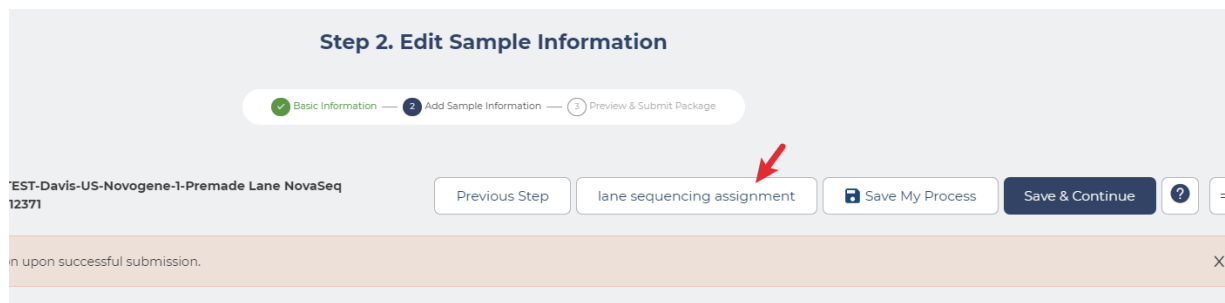 Step 2. Edit Sample Information
Basic Information
2 Add Sample Information
3 Preview & Submit Package
TEST-Davis-US-Novogene-1-Premade Lane NovaSeq
12371
Previous Step
lane sequencing assignment
Save My Process
Save & Continue
?
on upon successful submission.
X